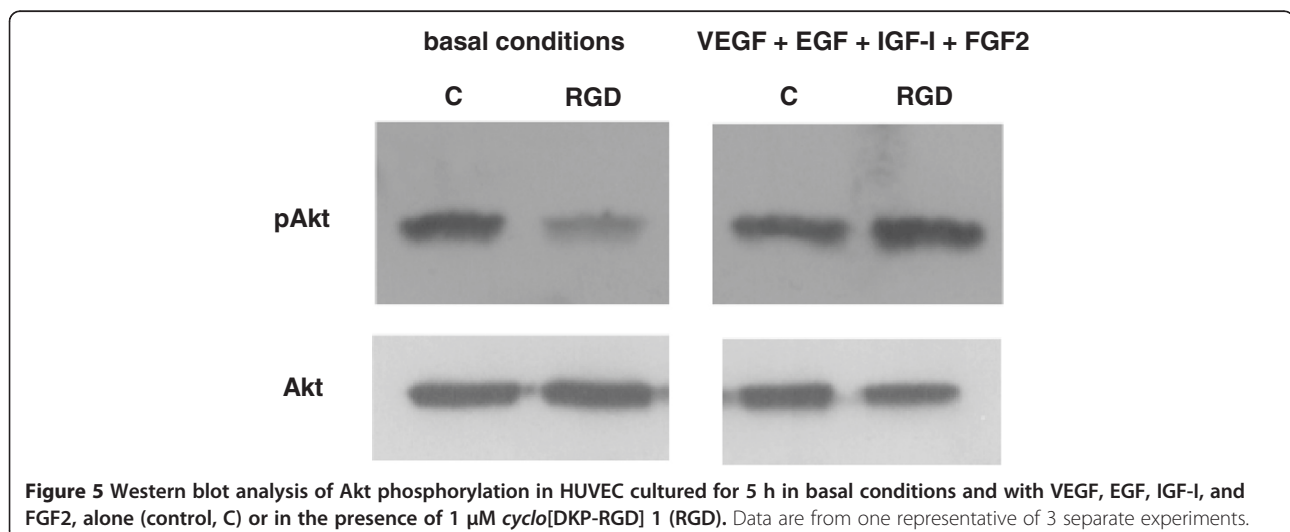 basal conditions VEGF + EGF + IGF-I + FGF2
C RGD C RGD
pAkt
Akt
Figure 5 Western blot analysis of Akt phosphorylation in HUVEC cultured for 5 h in basal conditions and with VEGF, EGF, IGF-I, and
FGF2, alone (control, C) or in the presence of 1 μM cyclo[DKP-RGD] 1 (RGD). Data are from one representative of 3 separate experiments.